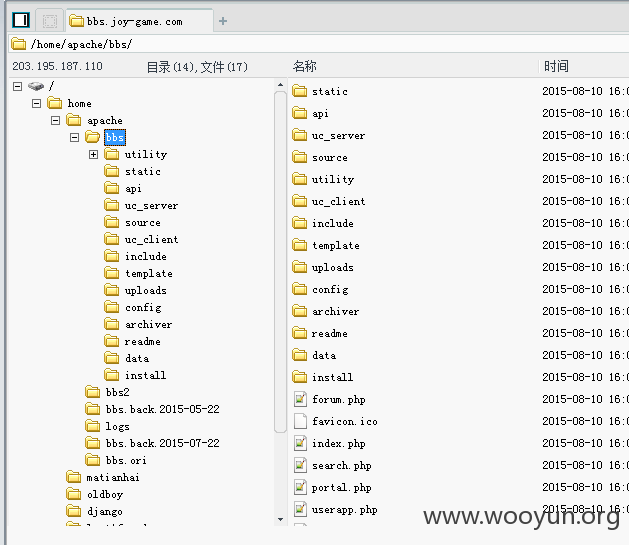 bbs.joy-game.com
/home/apache/bbs/
203.195.187.110 目录(14),文件(17) 名称 时间
/
home
apache
bbs
utility
static
api
uc_server
source
uc_client
include
template
uploads
config
archiver
readme
data
install
bbs2
bbs.back.2015-05-22
logs
bbs.back.2015-07-22
bbs.ori
matianhai
oldboy
django
static 2015-08-10 16:0
api 2015-08-10 16:0
uc_server 2015-08-10 16:0
source 2015-08-10 16:0
utility 2015-08-10 16:0
uc_client 2015-08-10 16:0
include 2015-08-10 16:0
template 2015-08-10 16:0
uploads 2015-08-10 16:0
config 2015-08-10 16:0
archiver 2015-08-10 16:0
readme 2015-08-10 16:0
data 2015-08-10 16:0
install 2015-08-10 16:0
forum.php 2015-08-10 16:0
favicon.ico 2015-08-10 16:0
index.php 2015-08-10 16:0
search.php 2015-08-10 16:0
portal.php 2015-08-10 16:0
userapp.php 2015-08-10 16:0
www.wooyun.org